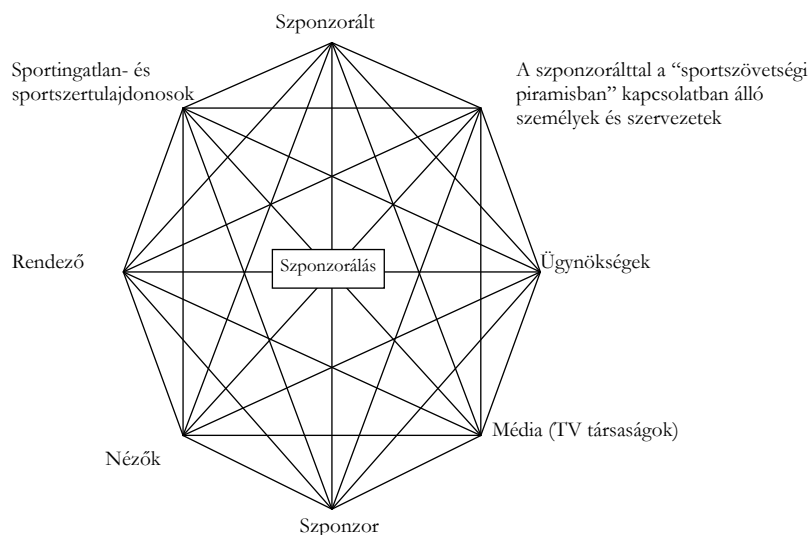 Szponzorált
Sportingatlan- és
sportszertulajdonosok
A szponzorálttal a “sportszövetségi
piramisban” kapcsolatban álló
személyek és szervezetek
Rendező
Szponzorálás
Ügynökségek
Média (TV társaságok)
Nézők
Szponzor